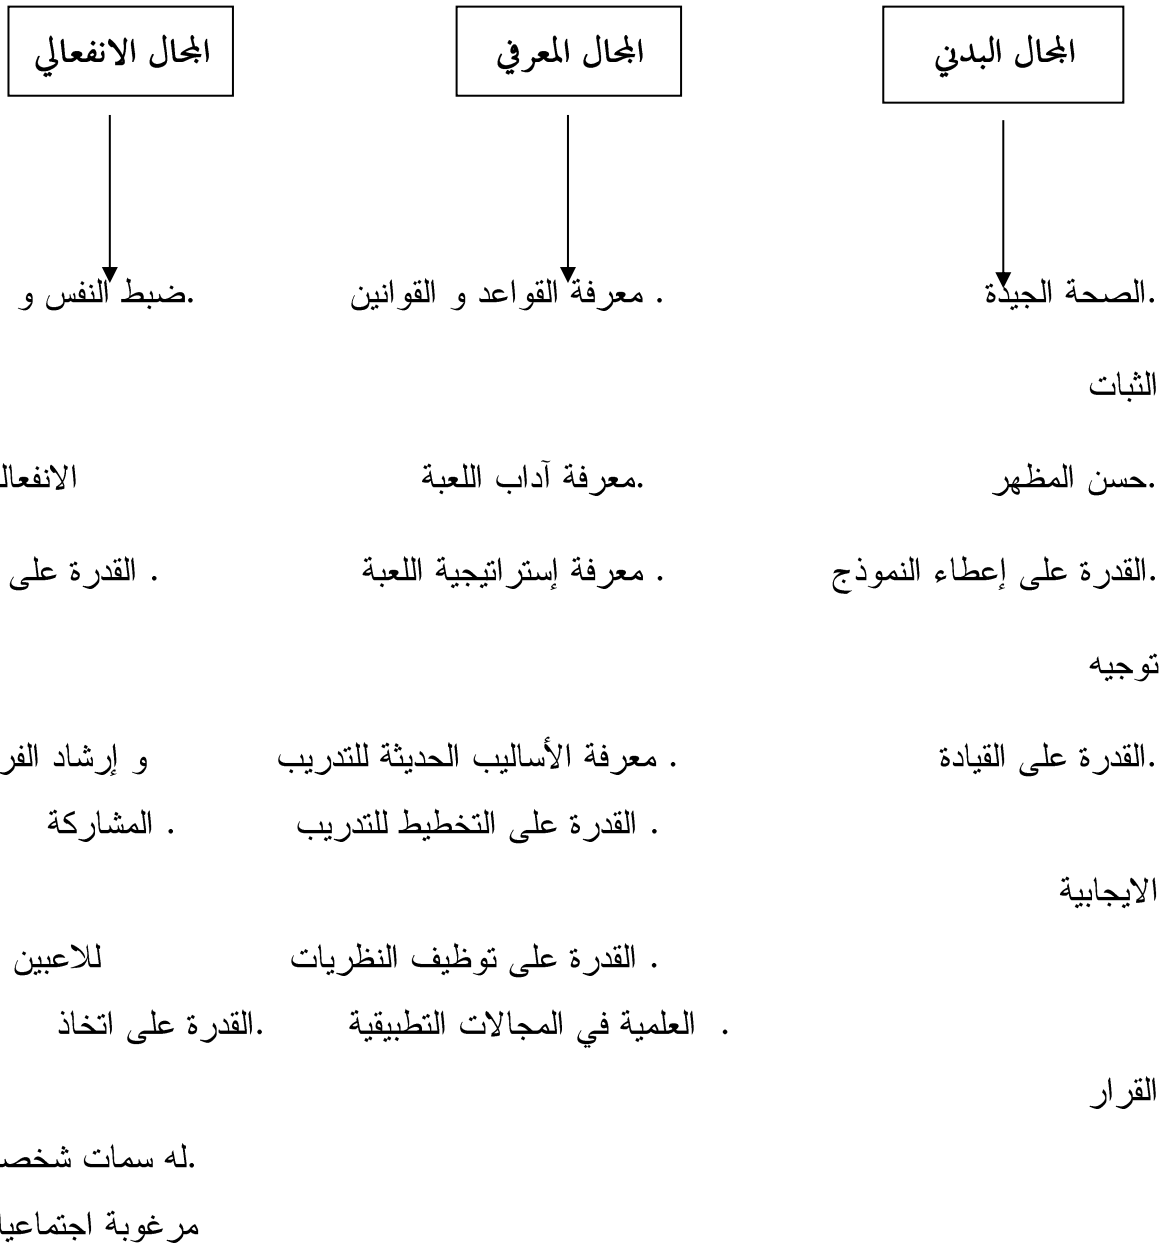 المجال البدني المجال المعرفي المجال الانفعالي
.الصحة الجيدة . معرفة القواعد و القوانين .ضبط النفس و
الثبات
.حسن المظهر .معرفة آداب اللعبة
.القدرة على إعطاء النموذج . معرفة إستراتيجية اللعبة . القدرة على
توجيه
.القدرة على القيادة . معرفة الأساليب الحديثة للتدريب و إرشاد
. القدرة على التخطيط للتدريب . المشاركة
الايجابية
. القدرة على توظيف النظريات للاعبين
. العلمية في المجالات التطبيقية .القدرة على اتخاذ
القرار
.له سمات
مرغوبة اجتماعيا